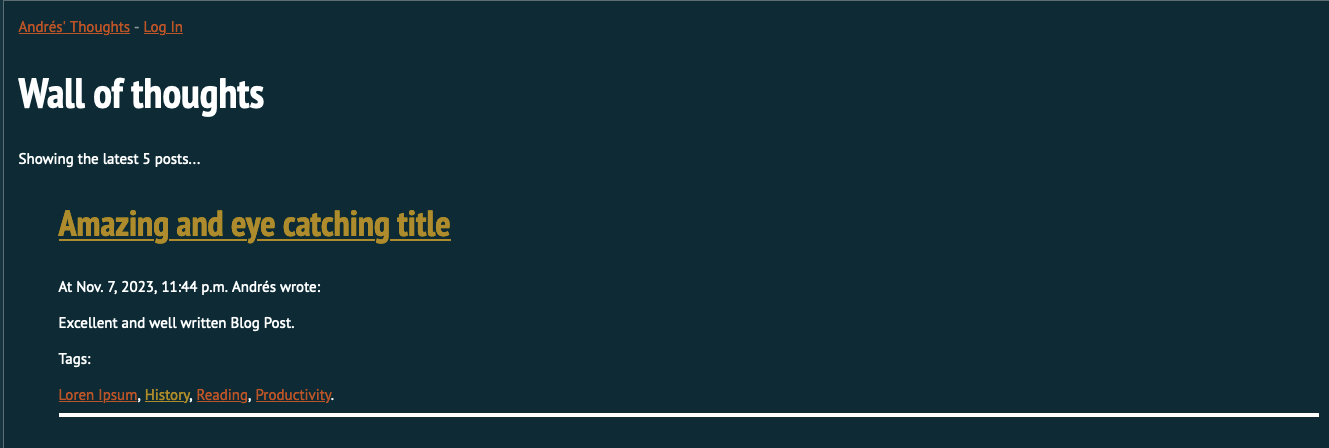 Andrés' Thoughts - Log In
Wall of thoughts
Showing the latest 5 posts...
Amazing and eye catching title
At Nov. 7, 2023, 11:44 p.m. Andrés wrote:
Excellent and well written Blog Post.
Tags:
Loren Ipsum, History, Reading, Productivity.